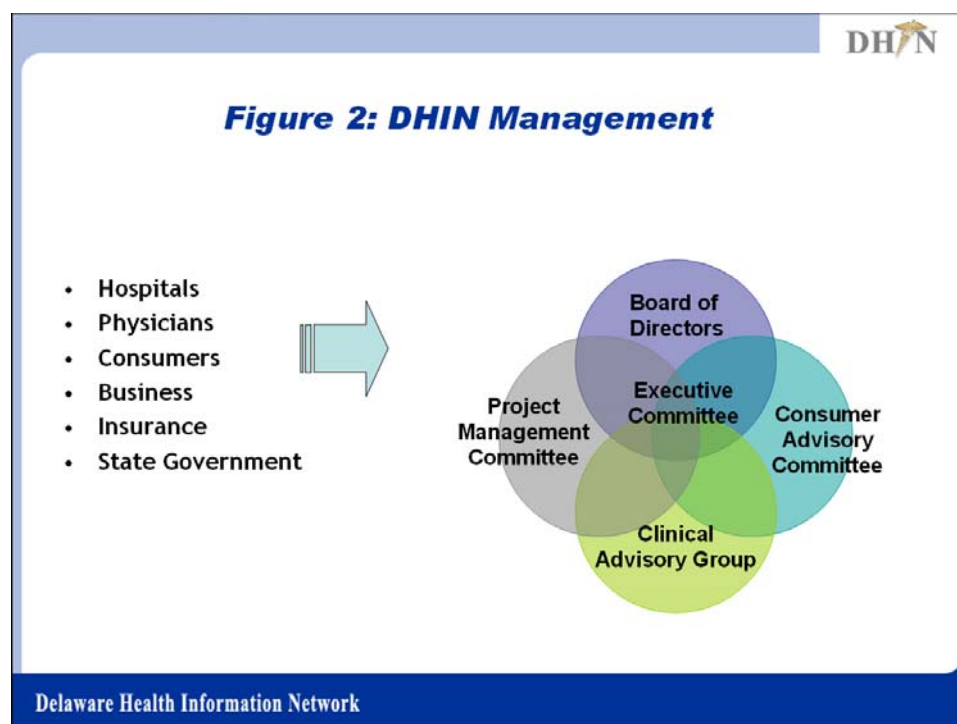 DHIN
Figure 2: DHIN Management
• Hospitals
• Physicians
• Consumers
• Business
• Insurance
• State Government
Board of
Directors
Executive
Committee
Project
Management
Committee
Consumer
Advisory
Committee
Clinical
Advisory Group
Delaware Health Information Network